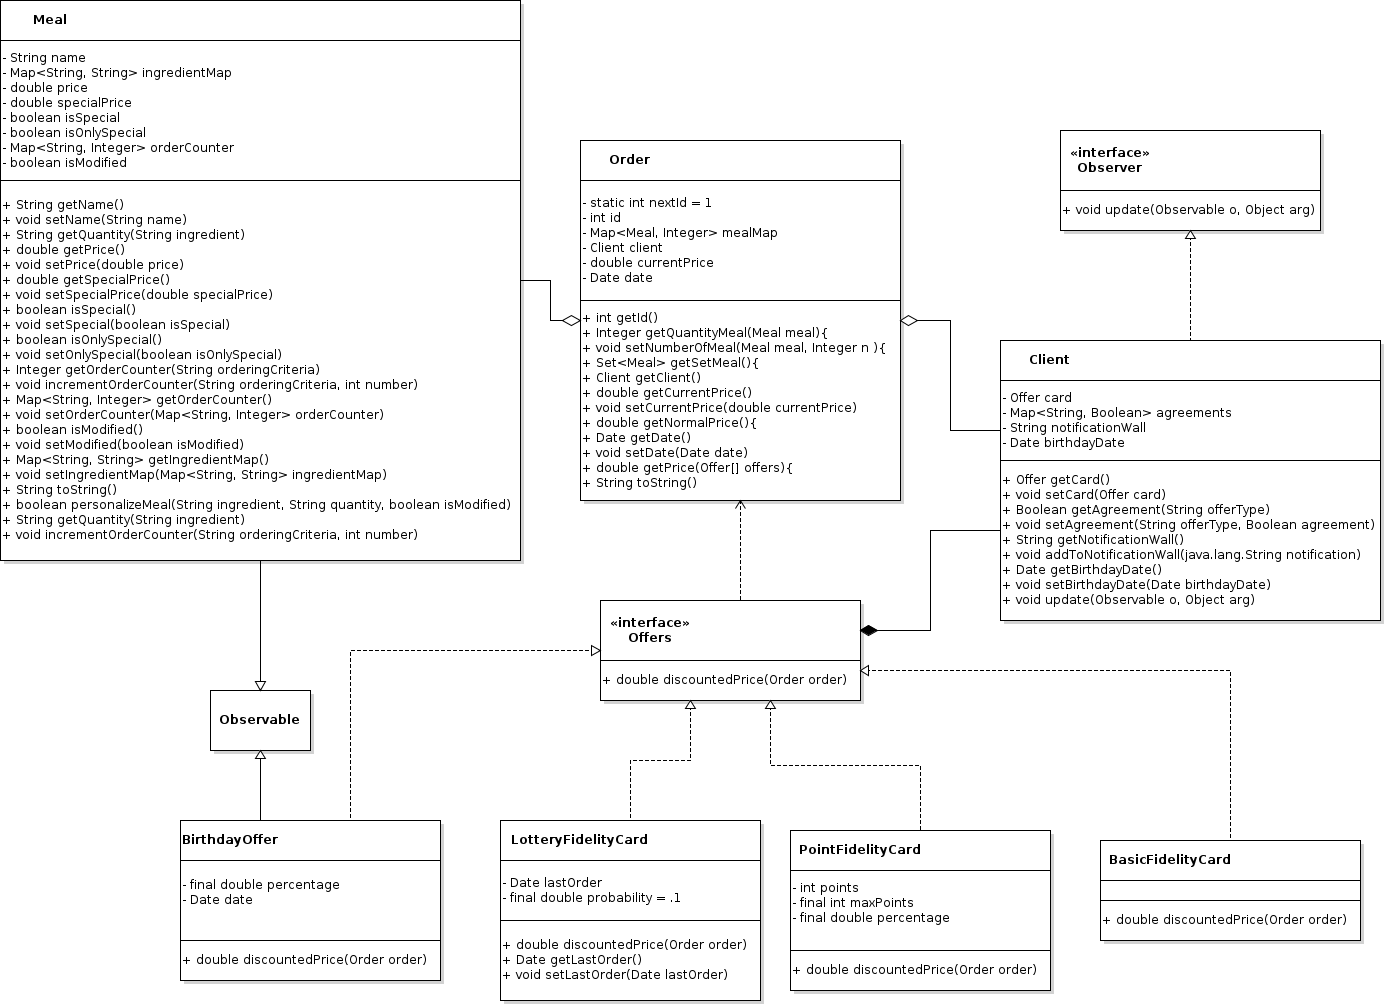 Meal
- String name
- Map<String, String> ingredientMap
- double price
- double specialPrice
- boolean isSpecial
- boolean isOnlySpecial
- Map<String, Integer> orderCounter
- boolean isModified
+ String getName()
+ void setName(String name)
+ String getQuantity(String ingredient)
+ double getPrice()
+ void setPrice(double price)
+ double getSpecialPrice()
+ void setSpecialPrice(double specialPrice)
+ boolean isSpecial()
+ void setSpecial(boolean isSpecial)
+ boolean isOnlySpecial()
+ void setOnlySpecial(boolean isOnlySpecial)
+ Integer getOrderCounter(String orderingCriteria)
+ void incrementOrderCounter(String orderingCriteria, int number)
+ Map<String, Integer> getOrderCounter()
+ void setOrderCounter(Map<String, Integer> orderCounter)
+ boolean isModified()
+ void setModified(boolean isModified)
+ Map<String, String> getIngredientMap()
+ void setIngredientMap(Map<String, String> ingredientMap)
+ String toString()
+ boolean personalizeMeal(String ingredient, String quantity, boolean isModified)
+ String getQuantity(String ingredient)
+ void incrementOrderCounter(String orderingCriteria, int number)
Order
- static int nextId = 1
- int id
- Map<Meal, Integer> mealMap
- Client client
- double currentPrice
- Date date
+ int getId()
+ Integer getQuantityMeal(Meal meal){
+ void setNumberOfMeal(Meal meal, Integer n ){
+ Set<Meal> getSetMeal(){
+ Client getClient()
+ double getCurrentPrice()
+ void setCurrentPrice(double currentPrice)
+ double getNormalPrice(){
+ Date getDate()
+ void setDate(Date date)
+ double getPrice(Offer[] offers){
+ String toString()
«interface»
Observer
+ void update(Observable o, Object arg)
Client
- Offer card
- Map<String, Boolean> agreements
- String notificationWall
- Date birthdayDate
+ Offer getCard()
+ void setCard(Offer card)
+ Boolean getAgreement(String offerType)
+ void setAgreement(String offerType, Boolean agreement)
+ String getNotificationWall()
+ void addToNotificationWall(java.lang.String notification)
+ Date getBirthdayDate()
+ void setBirthdayDate(Date birthdayDate)
+ void update(Observable o, Object arg)
«interface»
Offers
+ double discountedPrice(Order order)
Observable
BirthdayOffer
- final double percentage
- Date date
+ double discountedPrice(Order order)
LotteryFidelityCard
- Date lastOrder
- final double probability = .1
+ double discountedPrice(Order order)
+ Date getLastOrder()
+ void setLastOrder(Date lastOrder)
PointFidelityCard
- int points
- final int maxPoints
- final double percentage
+ double discountedPrice(Order order)
BasicFidelityCard
+ double discountedPrice(Order order)